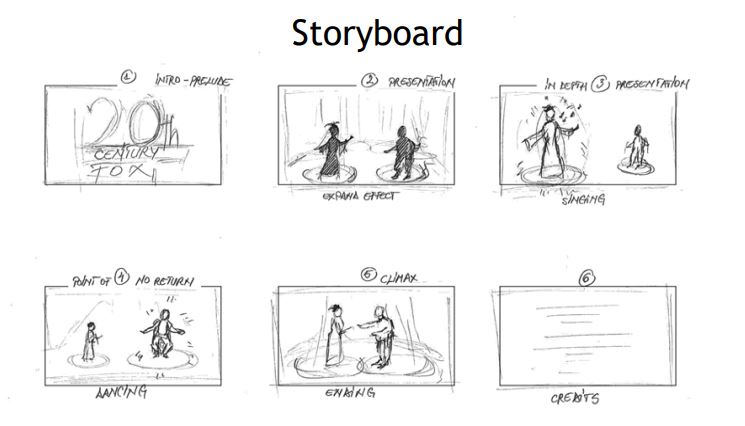 Storyboard
1 INTRO-PRELUDE
20th
CENTURY
FOX
2 PRESENTATION
EXPAND EFFECT
IN DEPTH 3 PRESENTATION
SINGING
POINT OF 4 NO RETURN
DANCING
5 CLIMAX
ENDING
6
CREDITS